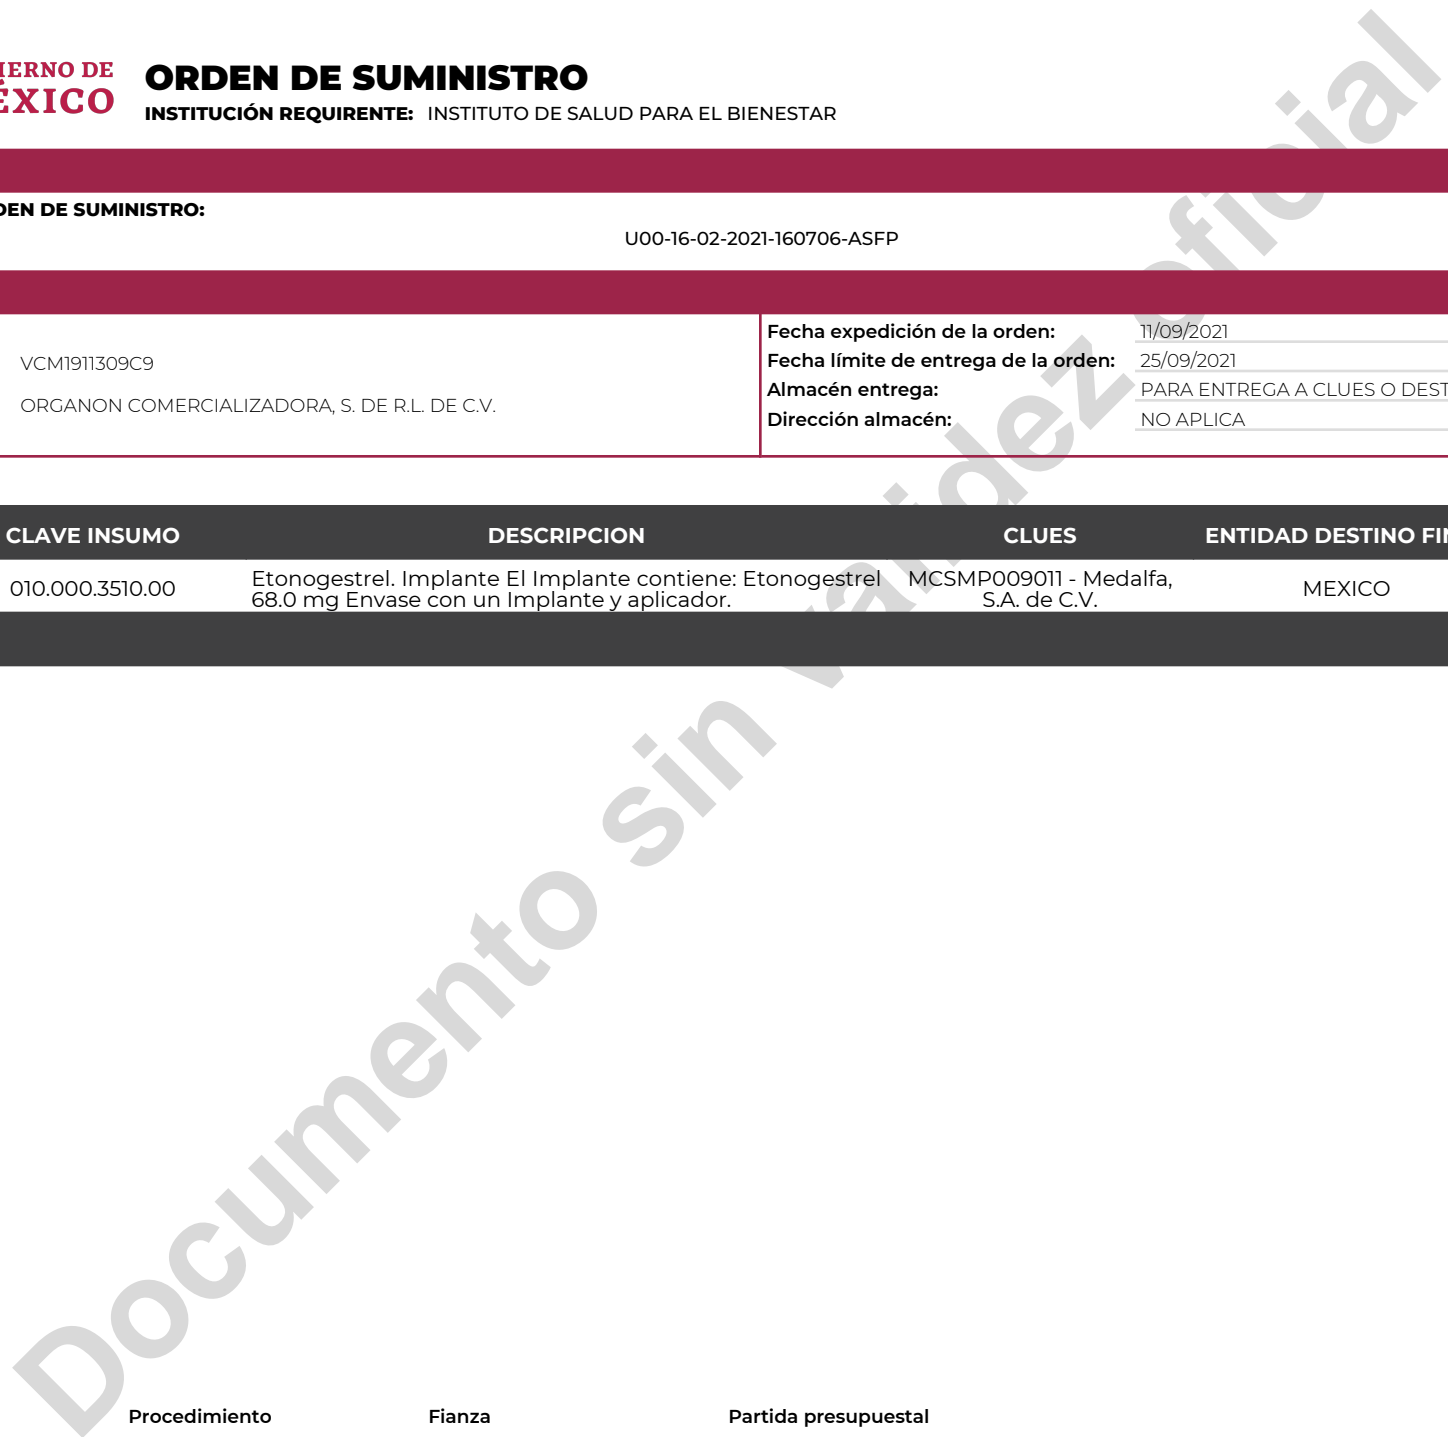 IERNO DE
ÉXICO
ORDEN DE SUMINISTRO
INSTITUCIÓN REQUIRENTE: INSTITUTO DE SALUD PARA EL BIENESTAR
DEN DE SUMINISTRO:
U00-16-02-2021-160706-ASFP
VCM1911309C9
ORGANON COMERCIALIZADORA, S. DE R.L. DE C.V.
Fecha expedición de la orden: 11/09/2021
Fecha límite de entrega de la orden: 25/09/2021
Almacén entrega: PARA ENTREGA A CLUES O DEST
Dirección almacén: NO APLICA
CLAVE INSUMO DESCRIPCION CLUES ENTIDAD DESTINO FIN
010.000.3510.00
Etonogestrel. Implante El Implante contiene: Etonogestrel
68.0 mg Envase con un Implante y aplicador.
MCSMP009011 - Medalfa,
S.A. de C.V.
MEXICO
Documento sin validez oficial
Procedimiento Fianza Partida presupuestal